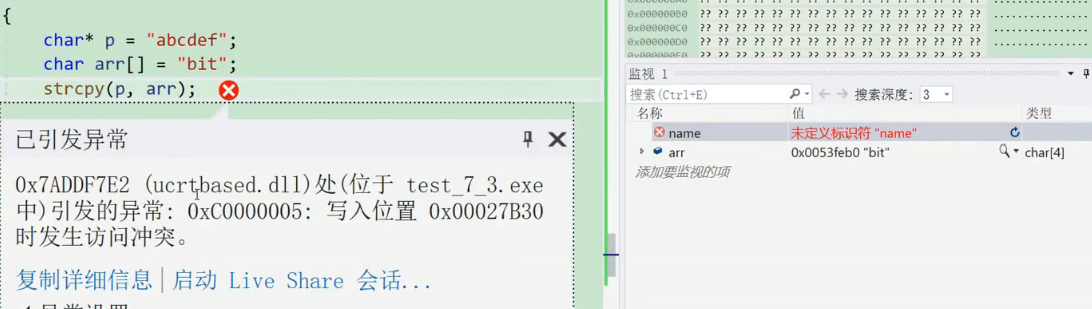 {
char* p = "abcdef";
char arr[] = "bit";
strcpy(p, arr);
已引发异常
0x7ADDF7E2 (ucrtbased.dll)处(位于 test_7_3.exe
中)引发的异常: 0xC0000005: 写入位置 0x00027B30
时发生访问冲突。
复制详细信息 | 启动 Live Share 会话...
0x000000B0 ?? ?? ?? ?? ?? ?? ?? ?? ?? ?? ?? ?? ?? ?? ................
0x000000C0 ?? ?? ?? ?? ?? ?? ?? ?? ?? ?? ?? ?? ?? ?? ................
0x000000D0 ?? ?? ?? ?? ?? ?? ?? ?? ?? ?? ?? ?? ?? ?? ................
监视 1
搜索(Ctrl+E) 搜索深度: 3
名称 值 类型
name 未定义标识符 "name"
arr 0x0053feb0 "bit" char[4]
添加要监视的项